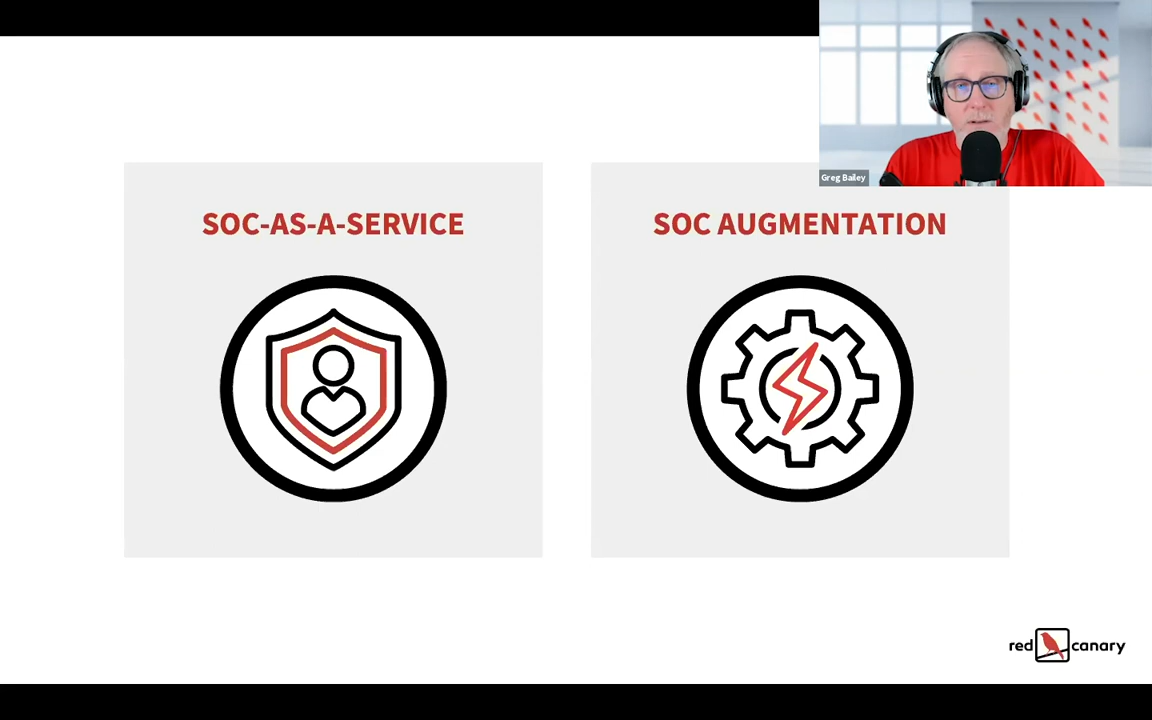 Greg Bailey
SOC-AS-A-SERVICE
SOC AUGMENTATION
red canary